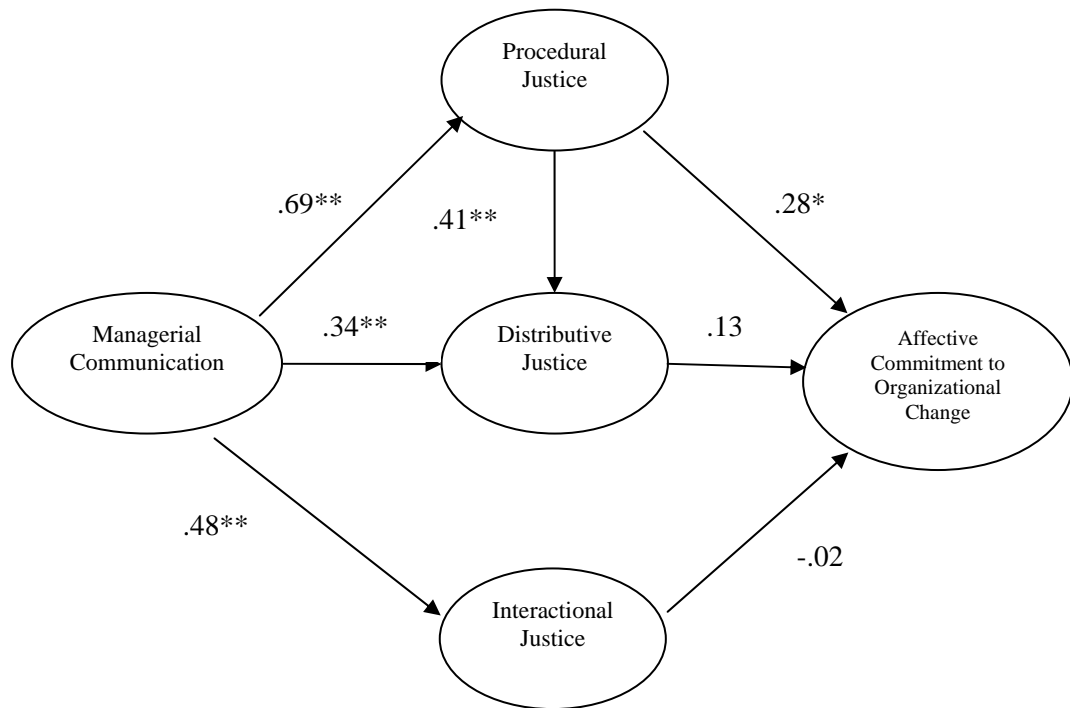 Procedural
Justice
.69**
.41**
.28*
Managerial
Communication
.34**
Distributive
Justice
.13
Affective
Commitment to
Organizational
Change
.48**
-.02
Interactional
Justice